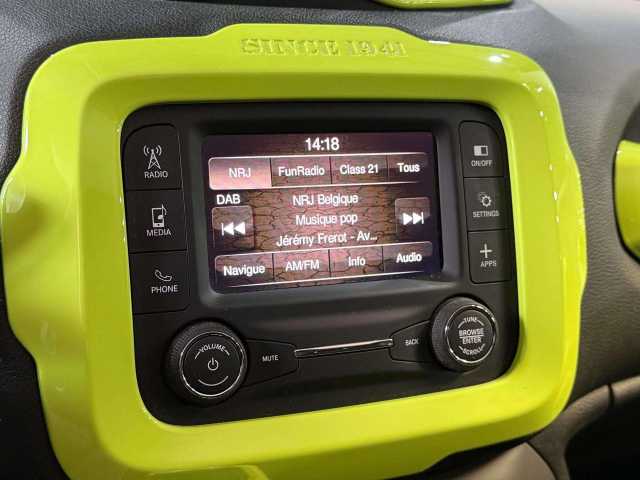 SINCE 1941
14:18
NRJ FunRadio Class 21 Tous
DAB NRJ Belgique
Musique pop
Jérémy Frerot - Av...
Navigue AM/FM Info Audio
RADIO
MEDIA
PHONE
ON/OFF
SETTINGS
APPS
VOLUME
MUTE
BACK
TUNE
BROWSE
ENTER
SCROLL